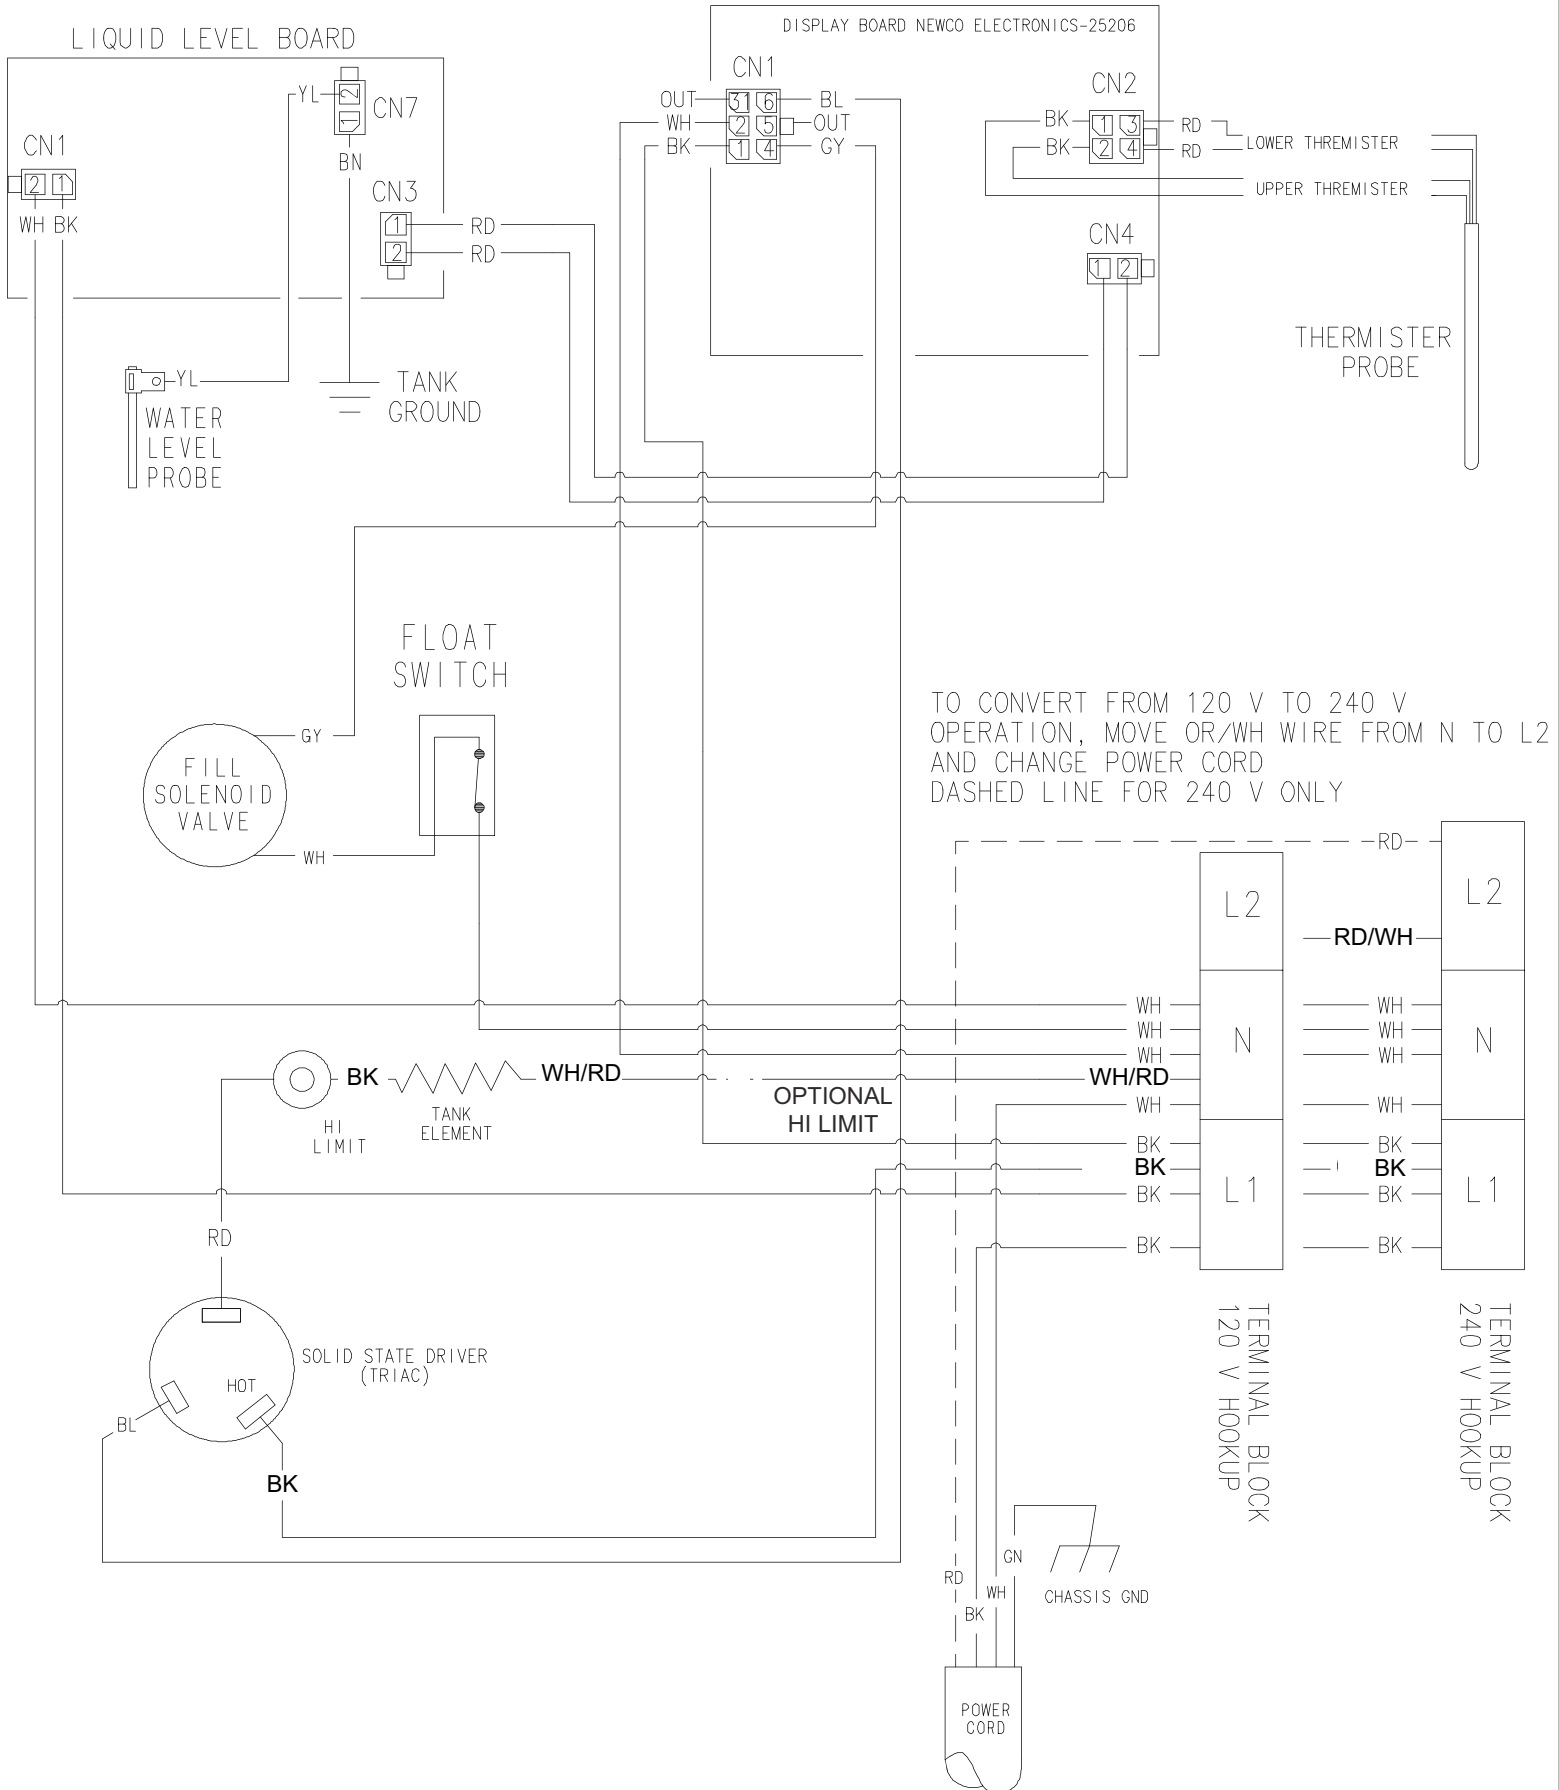 LIQUID LEVEL BOARD
CN1
2 1
WH BK
YL
2
1
CN7
BN
CN3
1
2
RD
RD
YL
WATER
LEVEL
PROBE
TANK
GROUND
DISPLAY BOARD NEWCO ELECTRONICS-25206
CN1
OUT 31 6 BL
WH 2 5 OUT
BK 1 4 GY
CN2
BK 1 3 RD
BK 2 4 RD
LOWER THREMISTER
UPPER THREMISTER
CN4
1 2
THERMISTER
PROBE
FLOAT
SWITCH
GY
FILL
SOLENOID
VALVE
WH
TO CONVERT FROM 120 V TO 240 V
OPERATION, MOVE OR/WH WIRE FROM N TO L2
AND CHANGE POWER CORD
DASHED LINE FOR 240 V ONLY
RD
L2
L2
RD/WH
WH
WH
WH
WH/RD
WH
N
WH
WH
WH
WH
N
BK
BK
BK
BK
L1
BK
BK
BK
BK
L1
HI
LIMIT
BK
TANK
ELEMENT
WH/RD
OPTIONAL
HI LIMIT
RD
SOLID STATE DRIVER
(TRIAC)
HOT
BL
BK
TERMINAL BLOCK
120 V HOOKUP
TERMINAL BLOCK
240 V HOOKUP
RD
BK
WH
GN
CHASSIS GND
POWER
CORD